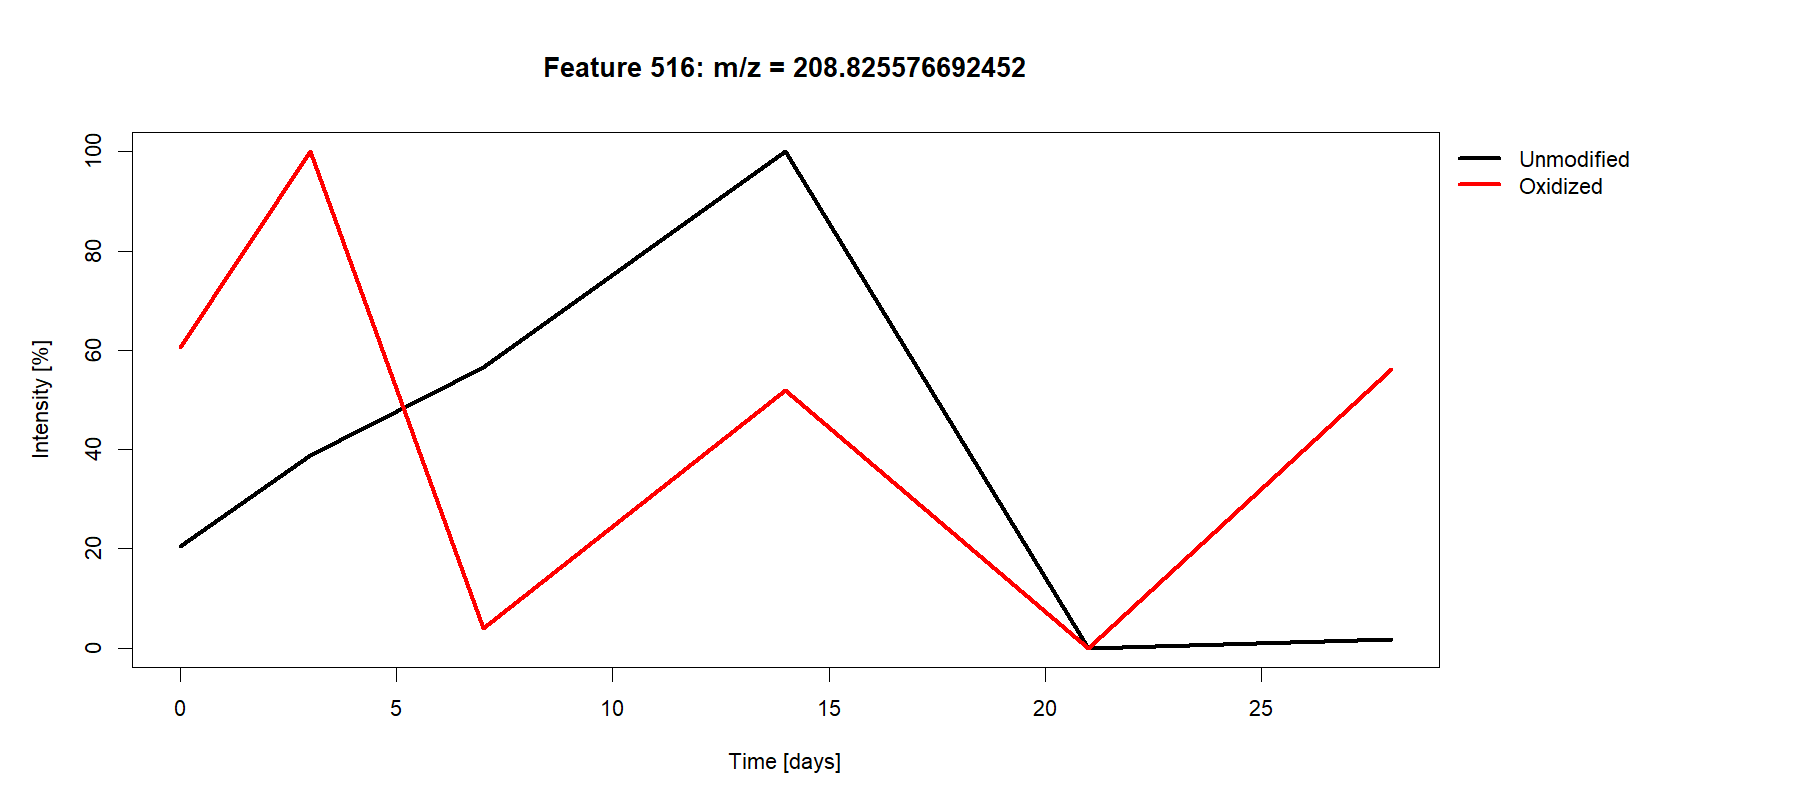 Feature 516: m/z = 208.825576692452
Unmodified
Oxidized
Intensity [%]
100
80
60
40
20
0
0 5 10 15 20 25
Time [days]